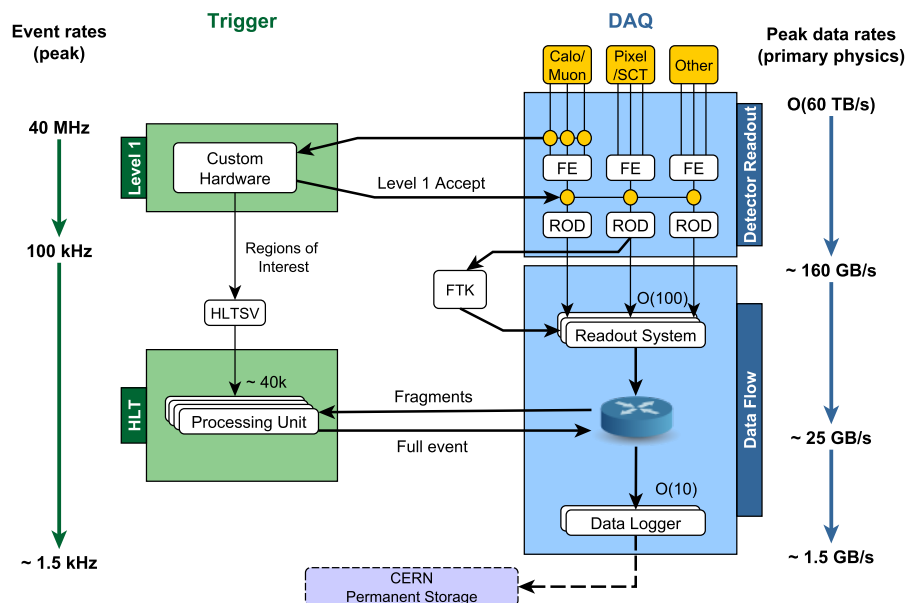 Trigger
DAQ
Event rates
(peak)
Peak data rates
(primary physics)
Calo/
Muon
Pixel
/SCT
Other
40 MHz
O(60 TB/s)
Level 1
Custom
Hardware
Level 1 Accept
FE
FE
FE
ROD
ROD
ROD
Detector Readout
100 kHz
Regions of
Interest
~ 160 GB/s
FTK
HLTSV
O(100)
Readout System
HLT
~ 40k
Processing Unit
Fragments
Full event
Data Flow
~ 25 GB/s
O(10)
Data Logger
~ 1.5 kHz
~ 1.5 GB/s
CERN
Permanent Storage